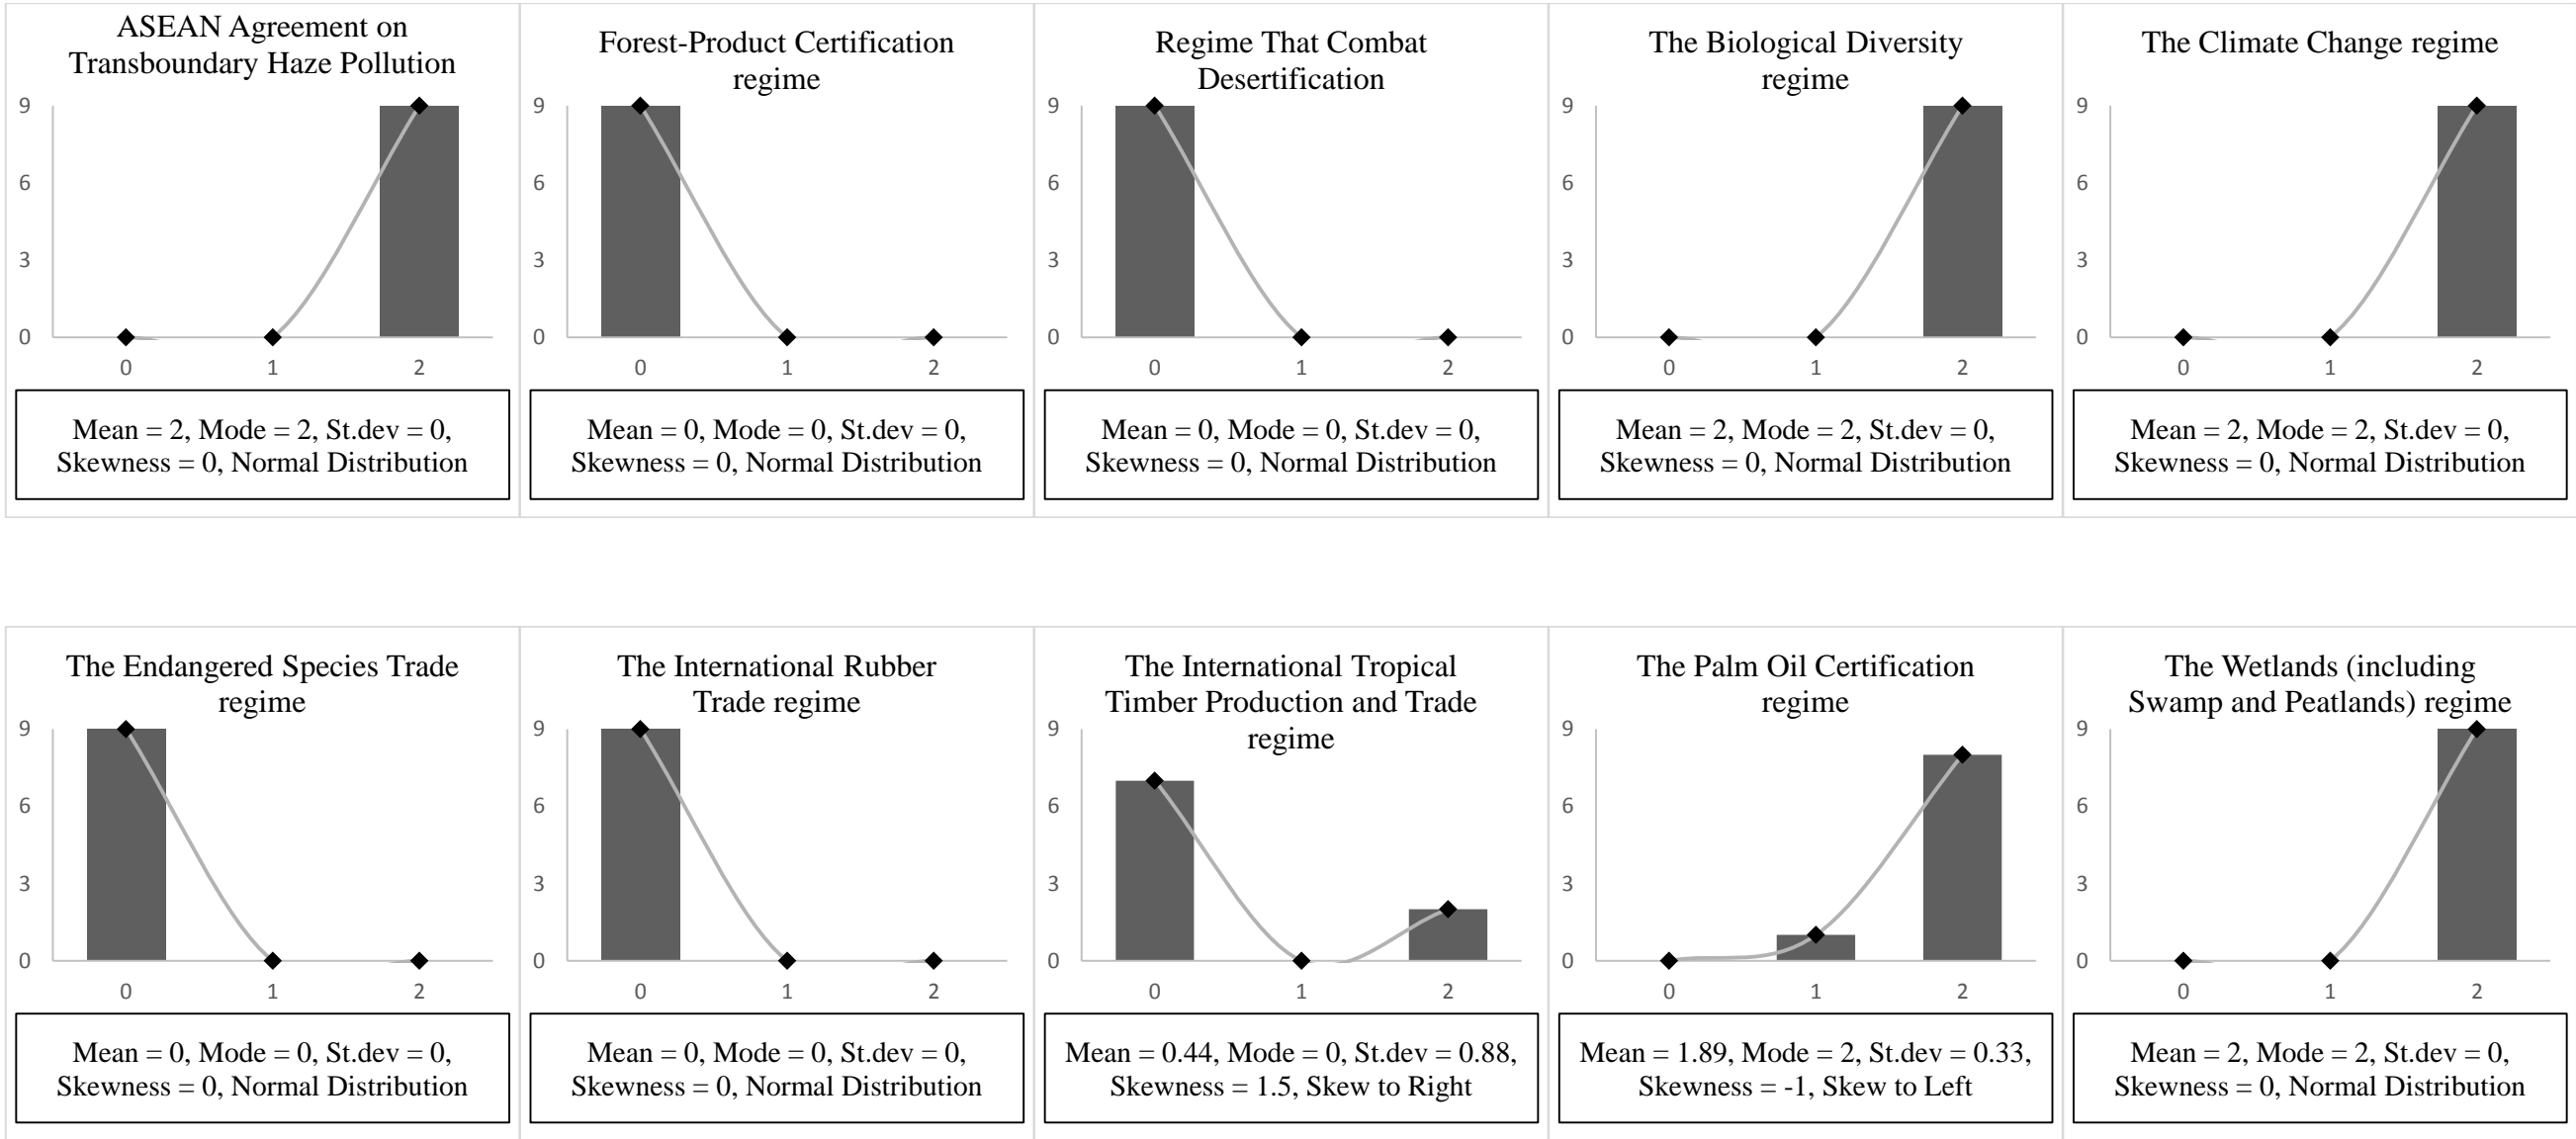 ASEAN Agreement on
Transboundary Haze Pollution
9
6
3
0
0 1 2
Mean = 2, Mode = 2, St.dev = 0,
Skewness = 0, Normal Distribution
Forest-Product Certification
regime
9
6
3
0
0 1 2
Mean = 0, Mode = 0, St.dev = 0,
Skewness = 0, Normal Distribution
Regime That Combat
Desertification
9
6
3
0
0 1 2
Mean = 0, Mode = 0, St.dev = 0,
Skewness = 0, Normal Distribution
The Biological Diversity
regime
9
6
3
0
0 1 2
Mean = 2, Mode = 2, St.dev = 0,
Skewness = 0, Normal Distribution
The Climate Change regime
9
6
3
0
0 1 2
Mean = 2, Mode = 2, St.dev = 0,
Skewness = 0, Normal Distribution
The Endangered Species Trade
regime
9
6
3
0
0 1 2
Mean = 0, Mode = 0, St.dev = 0,
Skewness = 0, Normal Distribution
The International Rubber
Trade regime
9
6
3
0
0 1 2
Mean = 0, Mode = 0, St.dev = 0,
Skewness = 0, Normal Distribution
The International Tropical
Timber Production and Trade
regime
9
6
3
0
0 1 2
Mean = 0.44, Mode = 0, St.dev = 0.88,
Skewness = 1.5, Skew to Right
The Palm Oil Certification
regime
9
6
3
0
0 1 2
Mean = 1.89, Mode = 2, St.dev = 0.33,
Skewness = -1, Skew to Left
The Wetlands (including
Swamp and Peatlands) regime
9
6
3
0
0 1 2
Mean = 2, Mode = 2, St.dev = 0,
Skewness = 0, Normal Distribution